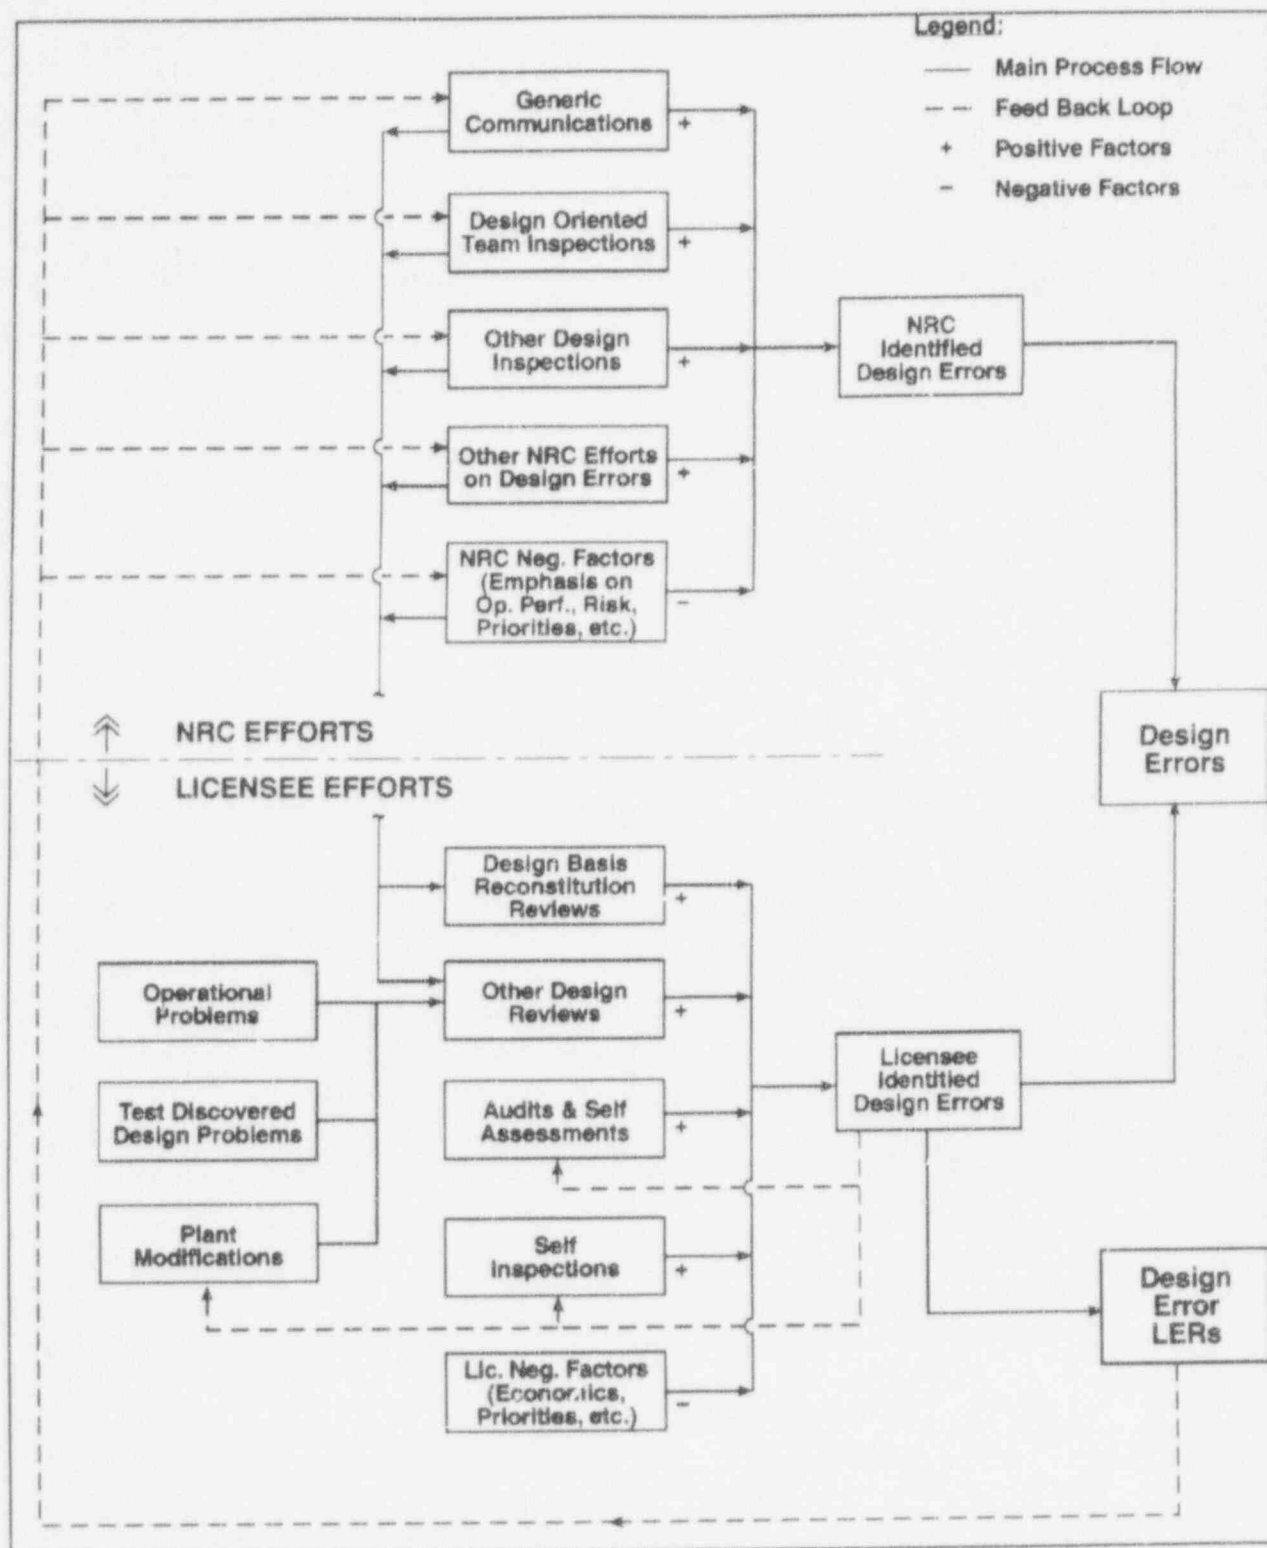 Legend:
Main Process Flow
Feed Back Loop
+ Positive Factors
- Negative Factors
Generic
Communications
+
Design Oriented
Team Inspections
+
Other Design
Inspections
+
NRC
Identified
Design Errors
Other NRC Efforts
on Design Errors
+
NRC Neg. Factors
(Emphasis on
Op. Perf., Risk,
Priorities, etc.)
-
NRC EFFORTS
LICENSEE EFFORTS
Design
Errors
Design Basis
Reconstitution
Reviews
+
Operational
Problems
Other Design
Reviews
+
Test Discovered
Design Problems
Audits & Self
Assessments
+
Licensee
Identified
Design Errors
Plant
Modifications
Self
Inspections
+
Design
Error
LERs
Lic. Neg. Factors
(Economics,
Priorities, etc.)
-